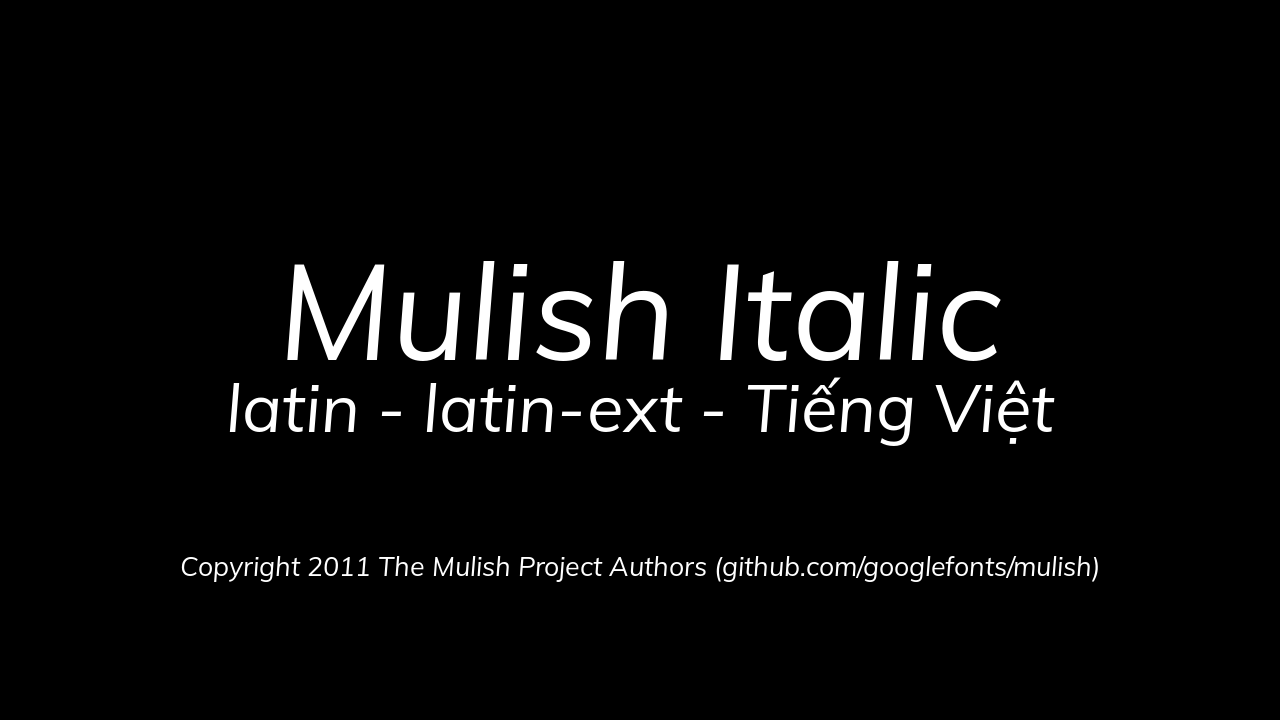 Mulish Italic
latin - latin-ext - Tiếng Việt
Copyright 2011 The Mulish Project Authors (github.com/googlefonts/mulish)